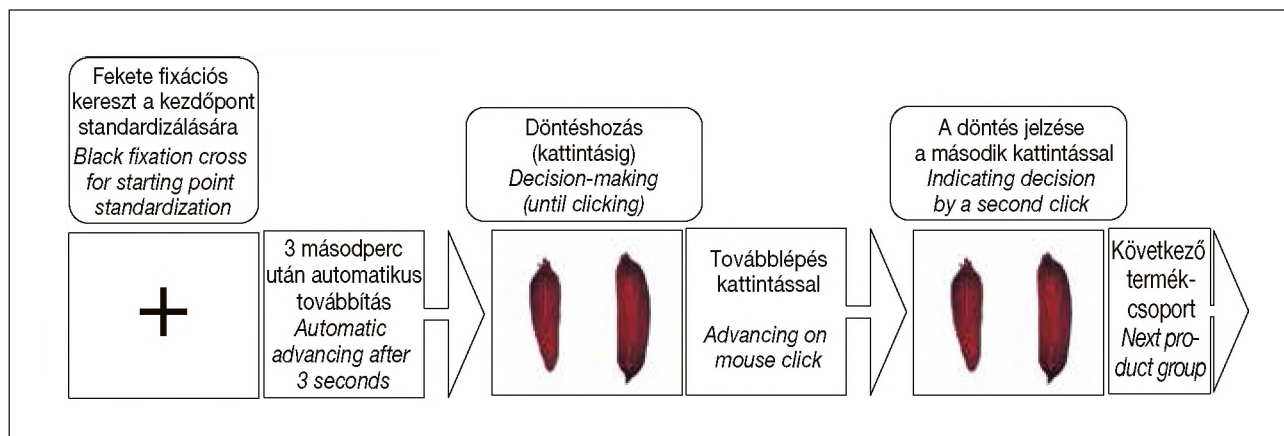 Fekete fixációs
kereszt a kezdőpont
standardizálására
Black fixation cross
for starting point
standardization
3 másodperc
után automatikus
továbbítás
Automatic
advancing after
3 seconds
Döntéshozás
(kattintásig)
Decision-making
(until clicking)
Továbblépés
kattintással
Advancing on
mouse click
A döntés jelzése
a második kattintással
Indicating decision
by a second click
Következő
termék-
csoport
Next pro-
duct group